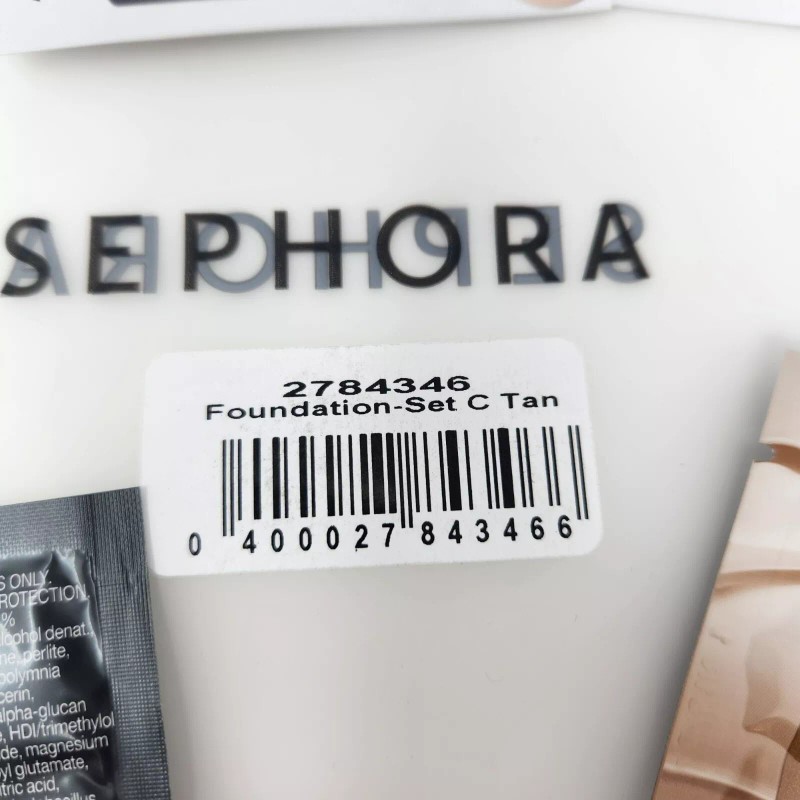 SEPHORA
2784346
Foundation-Set C Tan
0 400027 843466
S ONLY.
ROTECTION.
%
lcohol denat.,
ne, perlite,
polymnia
cerin,
alpha-glucan
, HDI/trimethylol
de, magnesium
yl glutamate,
tric acid,